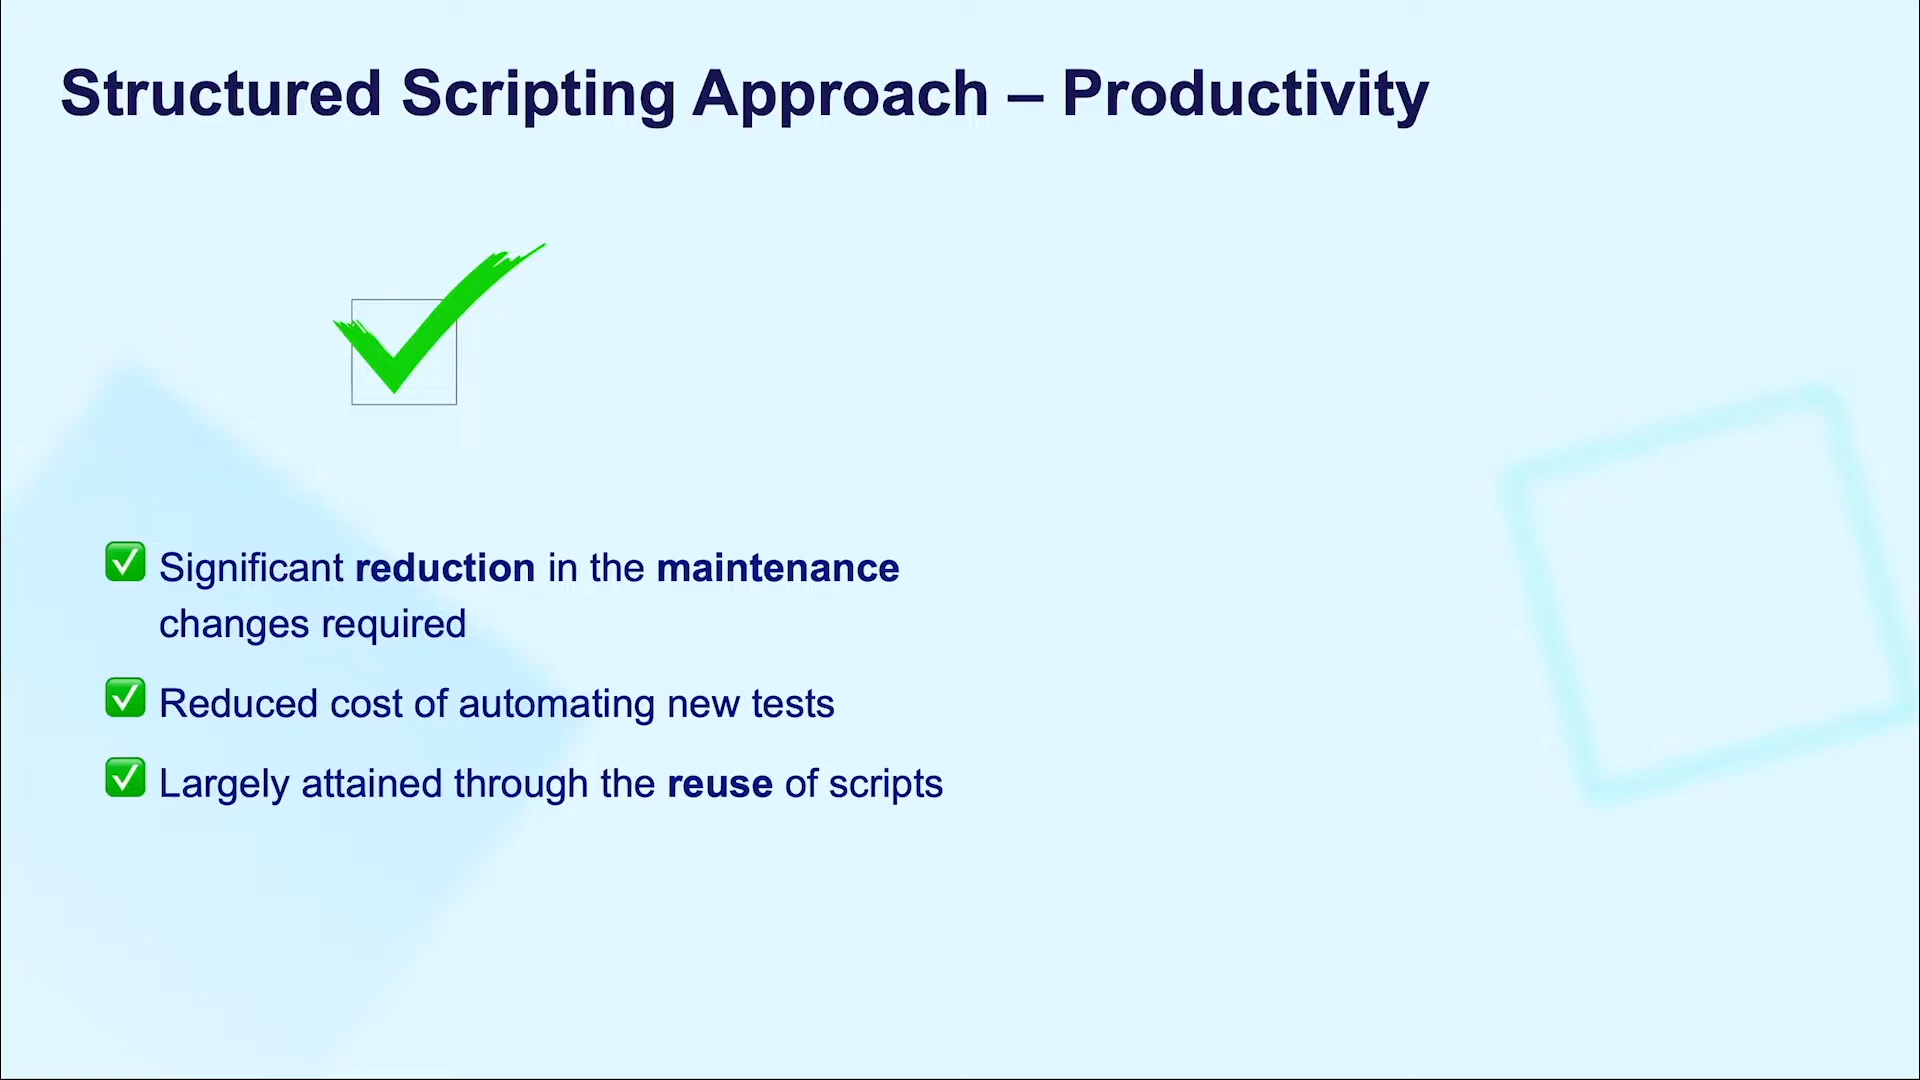 Structured Scripting Approach – Productivity
Significant reduction in the maintenance
changes required
Reduced cost of automating new tests
Largely attained through the reuse of scripts